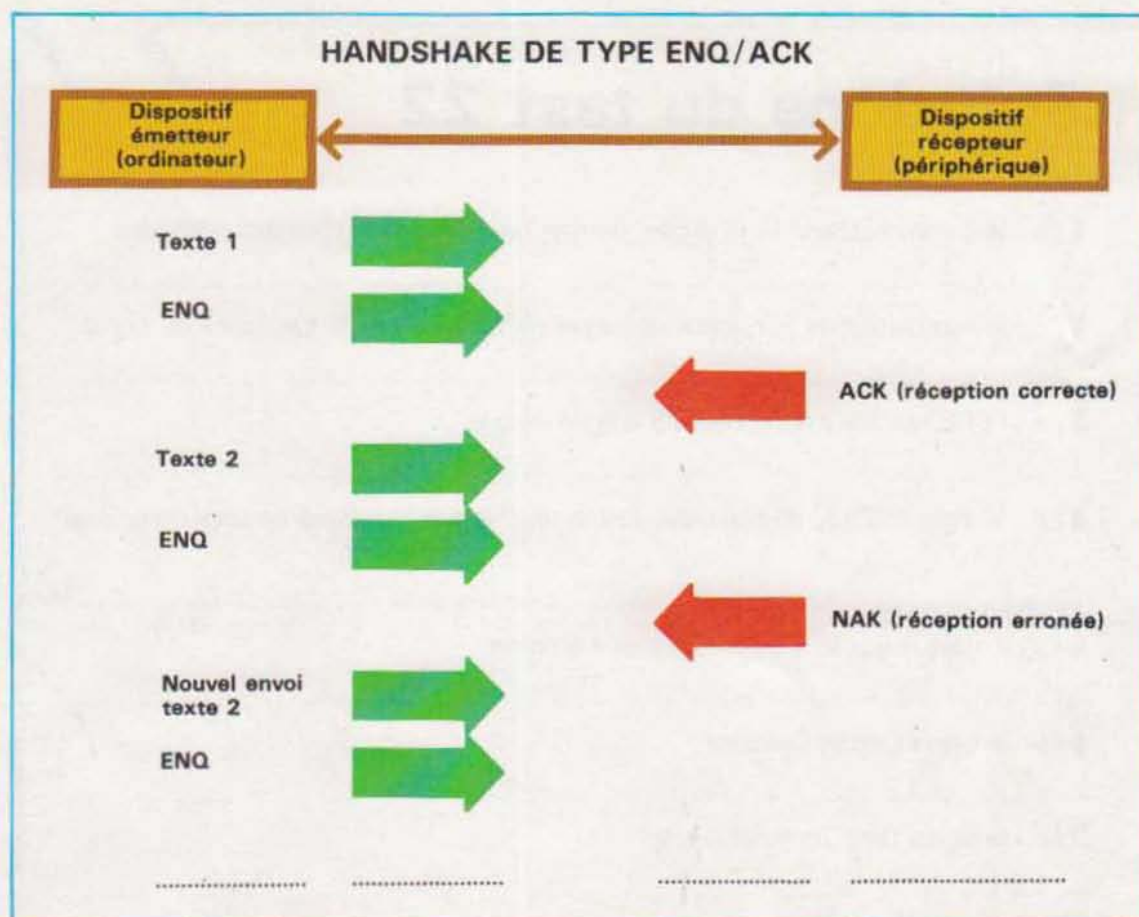 HANDSHAKE DE TYPE ENQ/ACK
Dispositif
émetteur
(ordinateur)
Dispositif
récepteur
(périphérique)
Texte 1
ENQ
ACK (réception correcte)
Texte 2
ENQ
NAK (réception erronée)
Nouvel envoi
texte 2
ENQ